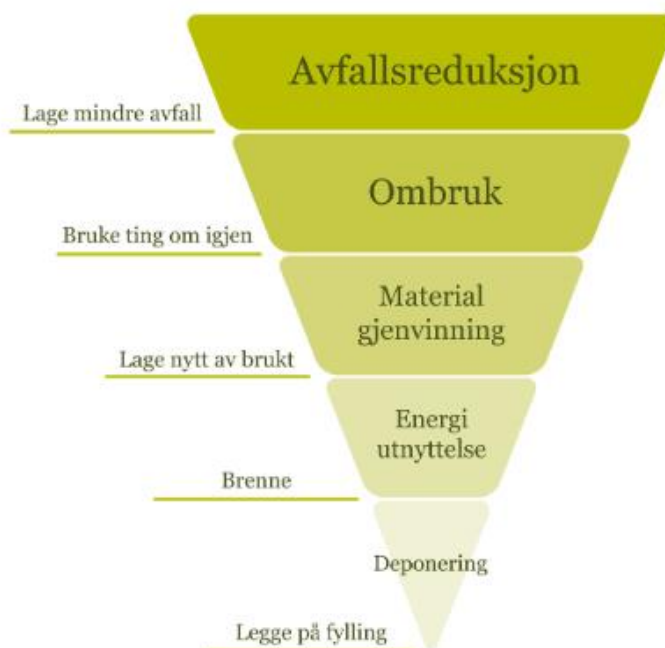 Avfallsreduksjon
Lage mindre avfall
Ombruk
Bruke ting om igjen
Material
gjenvinning
Lage nytt av brukt
Energi
utnyttelse
Brenne
Deponering
Legge på fylling